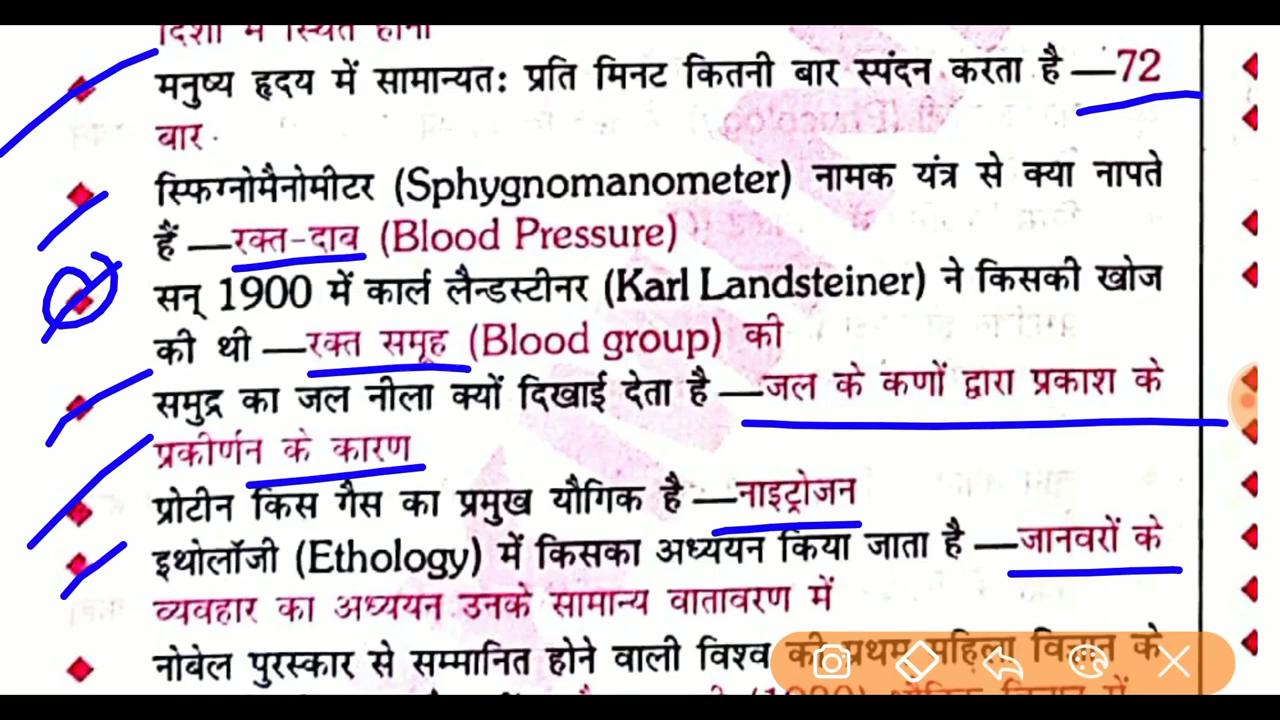 दिशा में स्थित होना
मनुष्य हृदय में सामान्यतः प्रति मिनट कितनी बार स्पंदन करता है —72
बार
स्फिग्नोमैनोमीटर (Sphygnomanometer) नामक यंत्र से क्या नापते
हैं —रक्त-दाब (Blood Pressure)
सन् 1900 में कार्ल लैन्डस्टीनर (Karl Landsteiner) ने किसकी खोज
की थी —रक्त समूह (Blood group) की
समुद्र का जल नीला क्यों दिखाई देता है —जल के कणों द्वारा प्रकाश के
प्रकीर्णन के कारण
प्रोटीन किस गैस का प्रमुख यौगिक है —नाइट्रोजन
इथोलॉजी (Ethology) में किसका अध्ययन किया जाता है —जानवरों के
व्यवहार का अध्ययन उनके सामान्य वातावरण में
नोबेल पुरस्कार से सम्मानित होने वाली विश्व की प्रथम महिला विज्ञान के